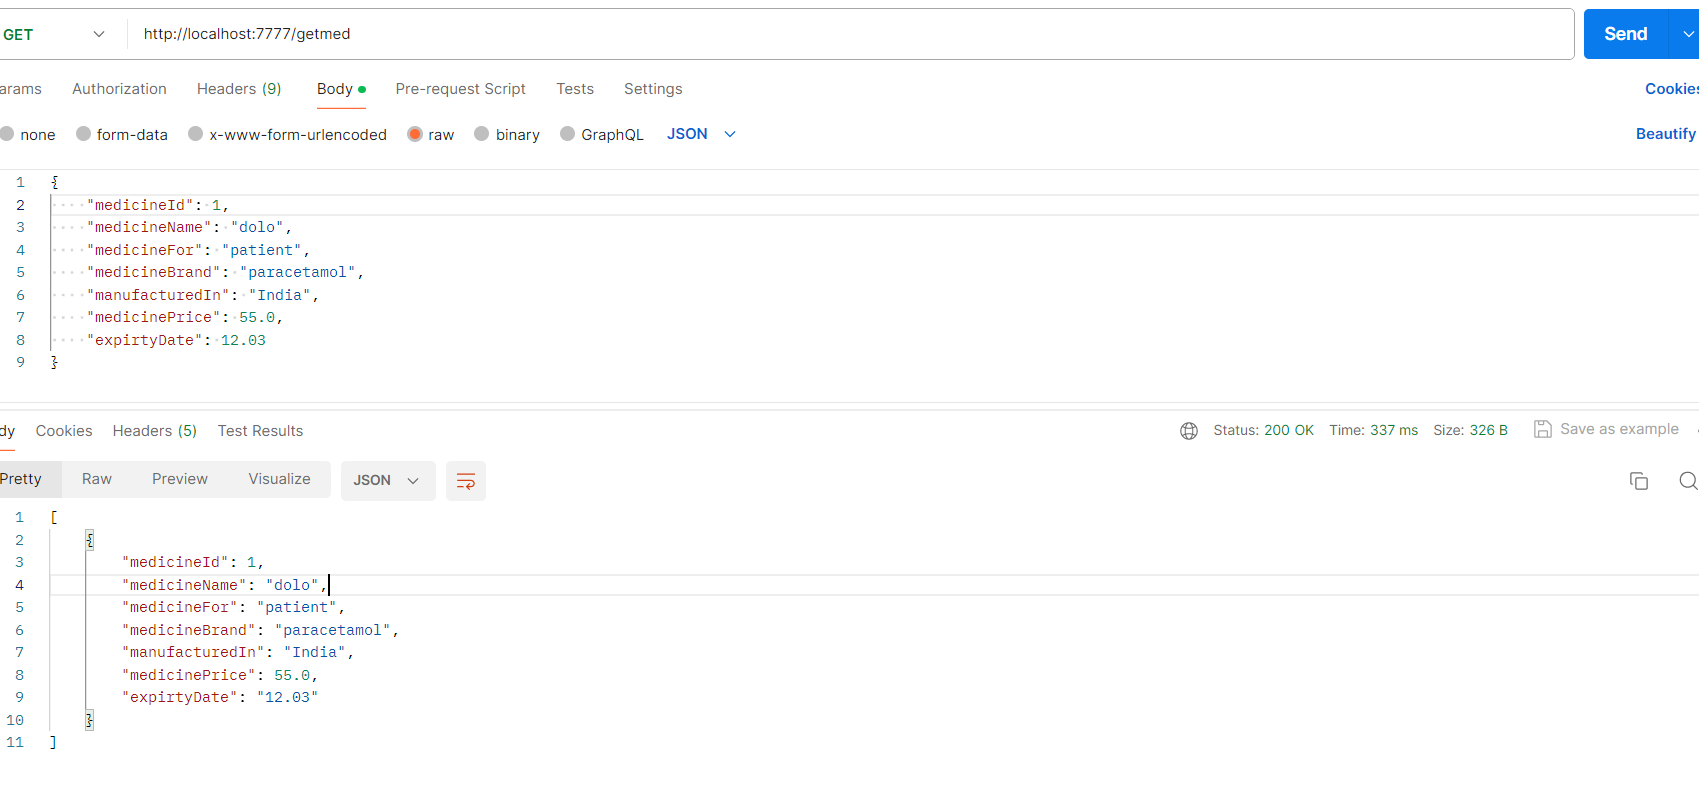 GET http://localhost:7777/getmed Send
arams Authorization Headers (9) Body Pre-request Script Tests Settings Cookies
none form-data x-www-form-urlencoded raw binary GraphQL JSON Beautify
1 {
2 "medicineId": 1,
3 "medicineName": "dolo",
4 "medicineFor": "patient",
5 "medicineBrand": "paracetamol",
6 "manufacturedIn": "India",
7 "medicinePrice": 55.0,
8 "expirtyDate": 12.03
9 }
dy Cookies Headers (5) Test Results Status: 200 OK Time: 337 ms Size: 326 B Save as example
Pretty Raw Preview Visualize JSON
1 [
2 {
3 "medicineId": 1,
4 "medicineName": "dolo",
5 "medicineFor": "patient",
6 "medicineBrand": "paracetamol",
7 "manufacturedIn": "India",
8 "medicinePrice": 55.0,
9 "expirtyDate": "12.03"
10 }
11 ]